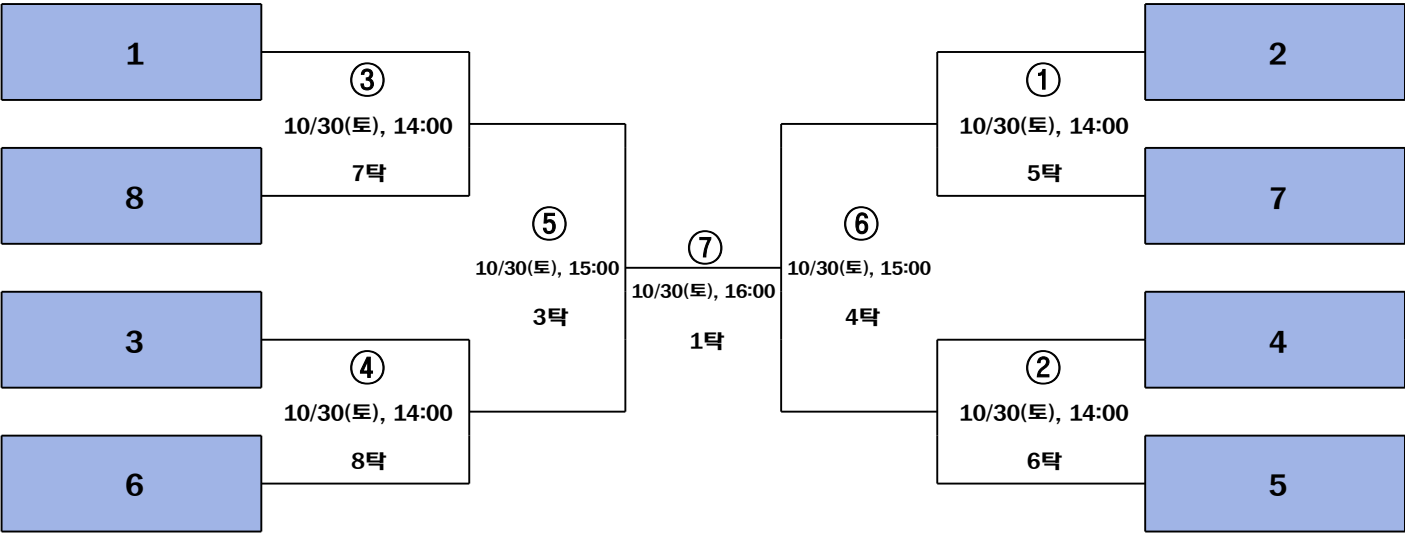 1
③
10/30(토), 14:00
7탁
8
3
④
10/30(토), 14:00
8탁
6
⑤
10/30(토), 15:00
3탁
⑦
10/30(토), 16:00
1탁
⑥
10/30(토), 15:00
4탁
2
①
10/30(토), 14:00
5탁
7
4
②
10/30(토), 14:00
6탁
5